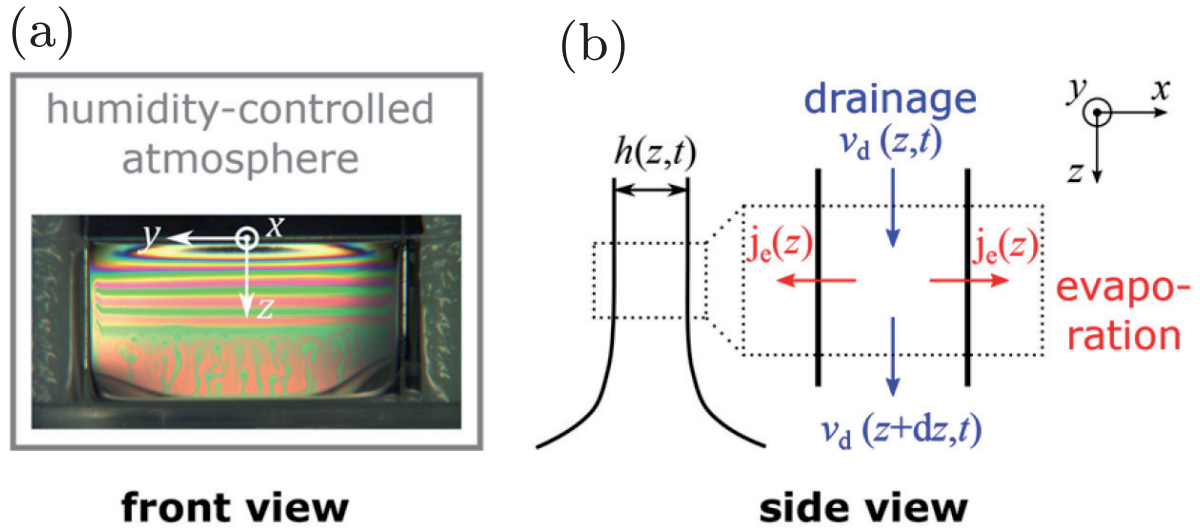 (a)
humidity-controlled
atmosphere
y
x
z
front view
(b)
h(z,t)
drainage
v_d (z,t)
y
x
z
j_e(z)
j_e(z)
evapo-
ration
v_d (z+dz,t)
side view